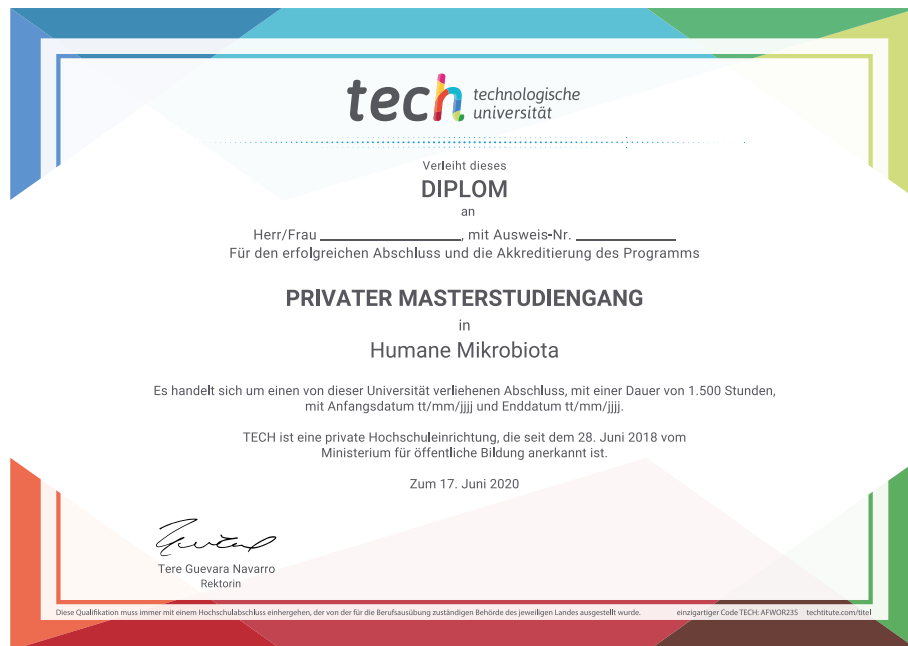 tech technologische
universität
Verleiht dieses
DIPLOM
an
Herr/Frau ____________________, mit Ausweis-Nr. ______________
Für den erfolgreichen Abschluss und die Akkreditierung des Programms
PRIVATER MASTERSTUDIENGANG
in
Humane Mikrobiota
Es handelt sich um einen von dieser Universität verliehenen Abschluss, mit einer Dauer von 1.500 Stunden,
mit Anfangsdatum tt/mm/jjjj und Enddatum tt/mm/jjjj.
TECH ist eine private Hochschuleinrichtung, die seit dem 28. Juni 2018 vom
Ministerium für öffentliche Bildung anerkannt ist.
Zum 17. Juni 2020
Tere Guevara Navarro
Rektorin
Diese Qualifikation muss immer mit einem Hochschulabschluss einhergehen, der von der für die Berufsausübung zuständigen Behörde des jeweiligen Landes ausgestellt wurde. einzigartiger Code TECH: AFWOR23S techtitute.com/titel